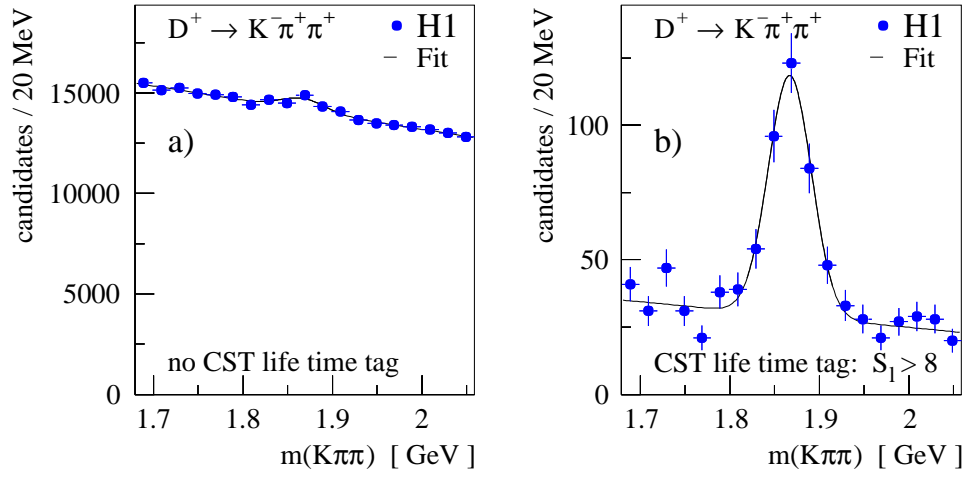 candidates / 20 MeV
D⁺ → K⁻π⁺π⁺
H1
Fit
a)
no CST life time tag
15000
10000
5000
0
1.7 1.8 1.9 2
m(Kππ) [ GeV ]
candidates / 20 MeV
D⁺ → K⁻π⁺π⁺
H1
Fit
b)
CST life time tag: S_l > 8
100
50
0
1.7 1.8 1.9 2
m(Kππ) [ GeV ]